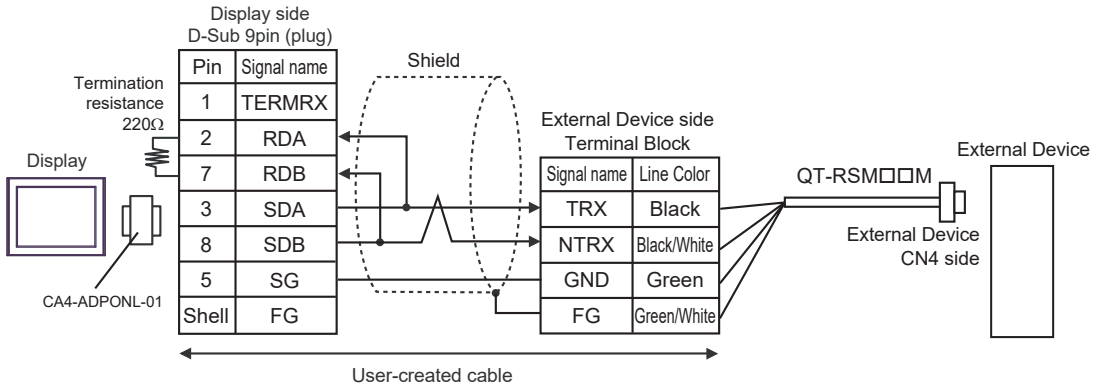 Display side
D-Sub 9pin (plug)
Pin Signal name
1 TERMRX
2 RDA
7 RDB
3 SDA
8 SDB
5 SG
Shell FG
Termination
resistance
220Ω
Display
CA4-ADPONL-01
Shield
External Device side
Terminal Block
Signal name Line Color
TRX Black
NTRX Black/White
GND Green
FG Green/White
QT-RSM□□M
External Device
CN4 side
External Device
User-created cable